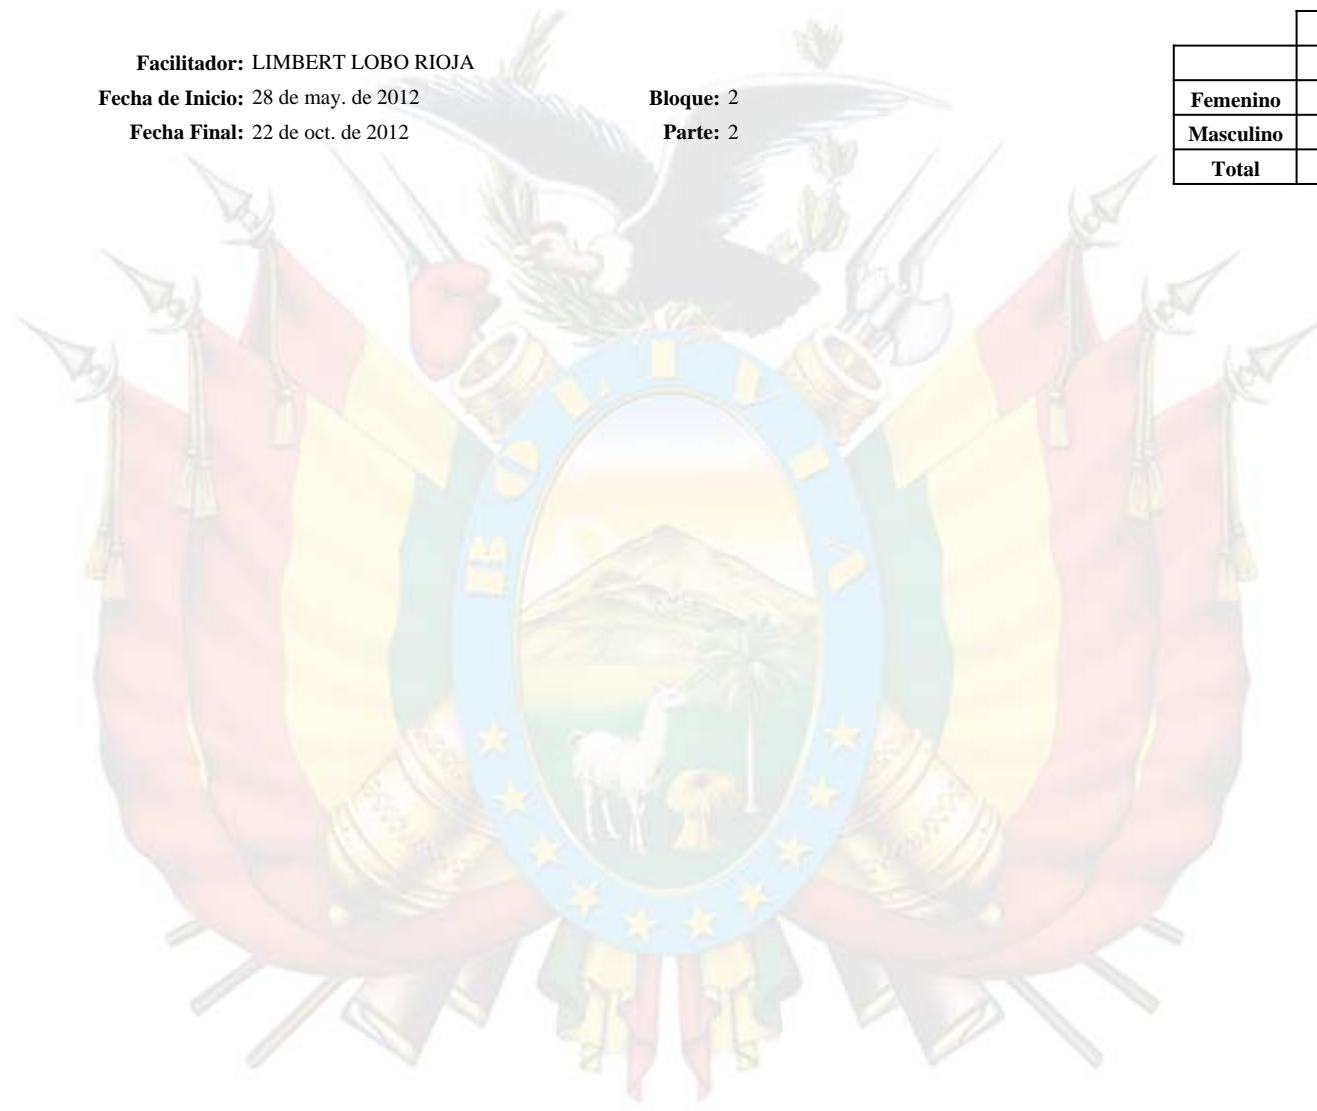 Facilitador: LIMBERT LOBO RIOJA
Fecha de Inicio: 28 de may. de 2012
Bloque: 2
Fecha Final: 22 de oct. de 2012
Parte: 2
Femenino
Masculino
Total
BOLIVIA